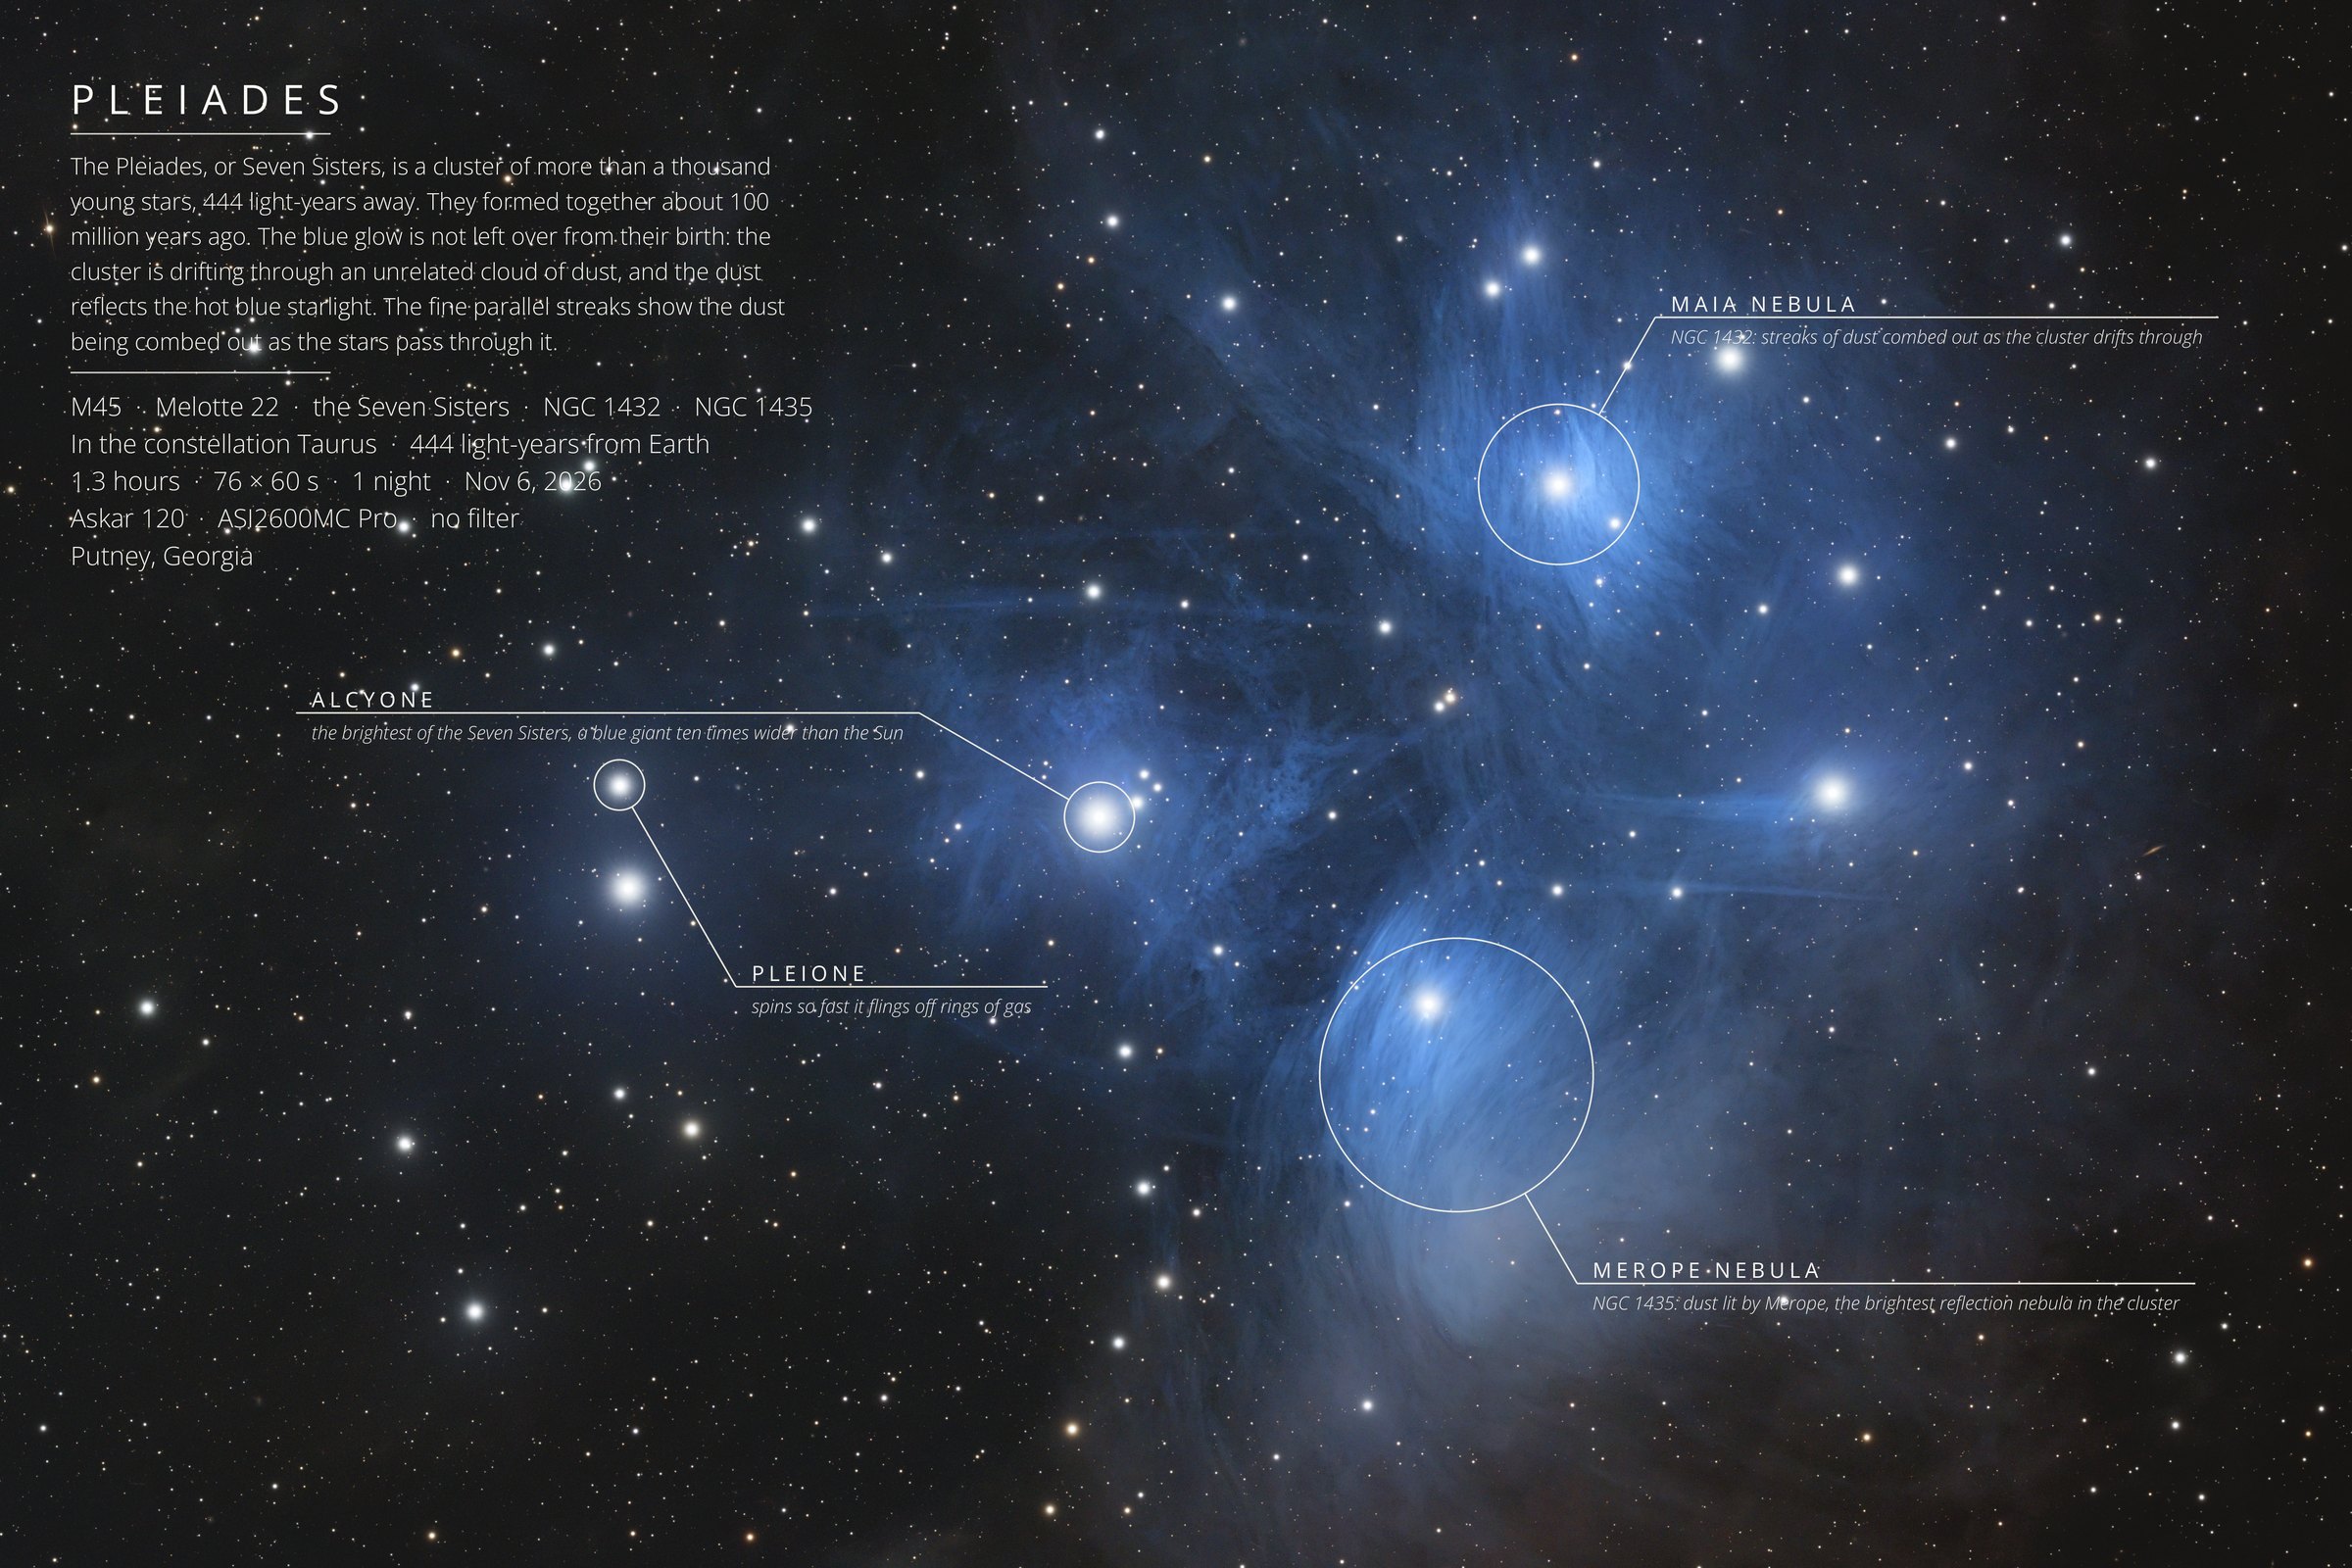 PLEIADES
The Pleiades, or Seven Sisters, is a cluster of more than a thousand
young stars, 444 light-years away. They formed together about 100
million years ago. The blue glow is not left over from their birth: the
cluster is drifting through an unrelated cloud of dust, and the dust
reflects the hot blue starlight. The fine parallel streaks show the dust
being combed out as the stars pass through it.
M45 · Melotte 22 · the Seven Sisters · NGC 1432 · NGC 1435
In the constellation Taurus · 444 light-years from Earth
1.3 hours · 76 × 60 s · 1 night · Nov 6, 2026
Askar 120 · ASI2600MC Pro · no filter
Putney, Georgia
MAIA NEBULA
NGC 1432: streaks of dust combed out as the cluster drifts through
ALCYONE
the brightest of the Seven Sisters, a blue giant ten times wider than the Sun
PLEIONE
spins so fast it flings off rings of gas
MEROPE NEBULA
NGC 1435: dust lit by Merope, the brightest reflection nebula in the cluster